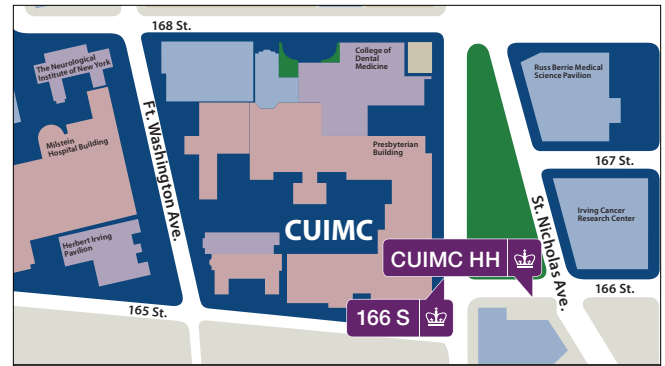 168 St.
The Neurological
Institute of New York
College of
Dental
Medicine
Russ Berrie Medical
Science Pavilion
Ft. Washington Ave.
Milstein
Hospital Building
Presbyterian
Building
167 St.
St. Nicholas Ave.
Irving Cancer
Research Center
CUIMC
Herbert Irving
Pavilion
CUIMC HH
166 St.
165 St.
166 S